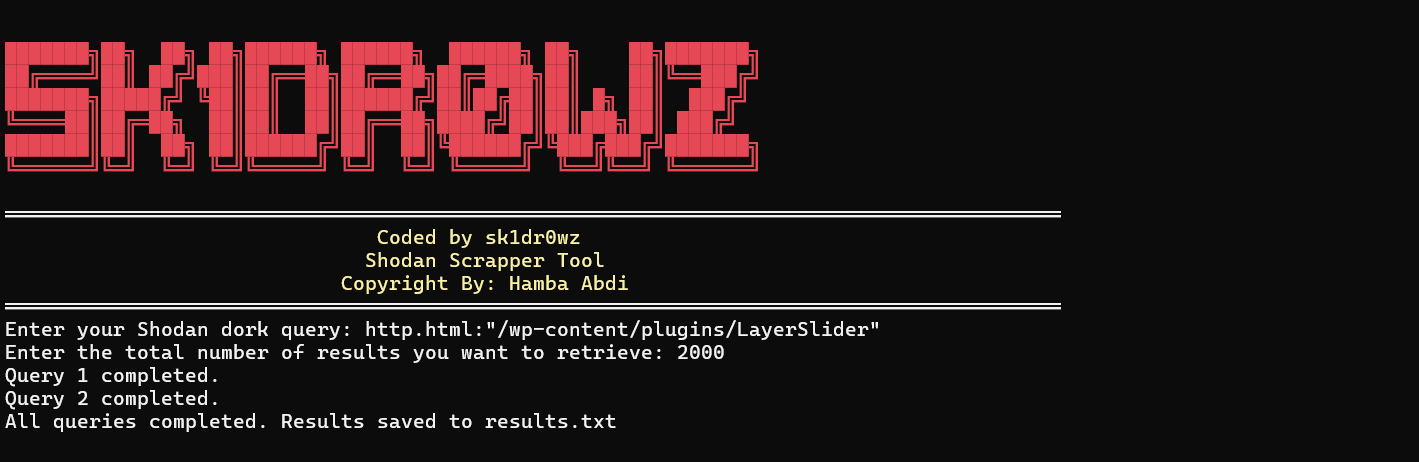 SK1DR0WZ
Coded by sk1dr0wz
Shodan Scrapper Tool
Copyright By: Hamba Abdi
Enter your Shodan dork query: http.html:"/wp-content/plugins/LayerSlider"
Enter the total number of results you want to retrieve: 2000
Query 1 completed.
Query 2 completed.
All queries completed. Results saved to results.txt